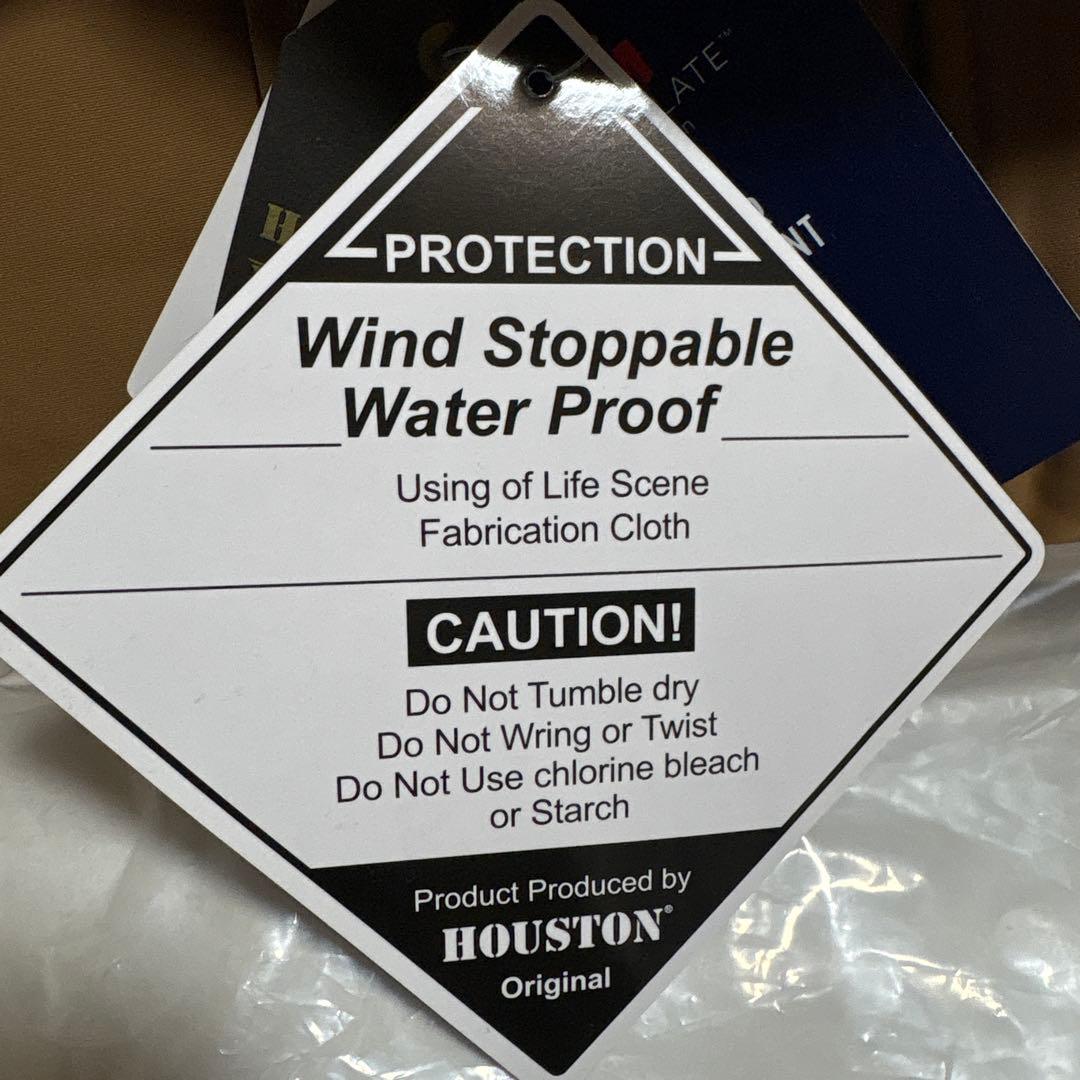 LATE™
PROTECTION
Wind Stoppable
Water Proof
Using of Life Scene
Fabrication Cloth
CAUTION!
Do Not Tumble dry
Do Not Wring or Twist
Do Not Use chlorine bleach
or Starch
Product Produced by
HOUSTON®
Original